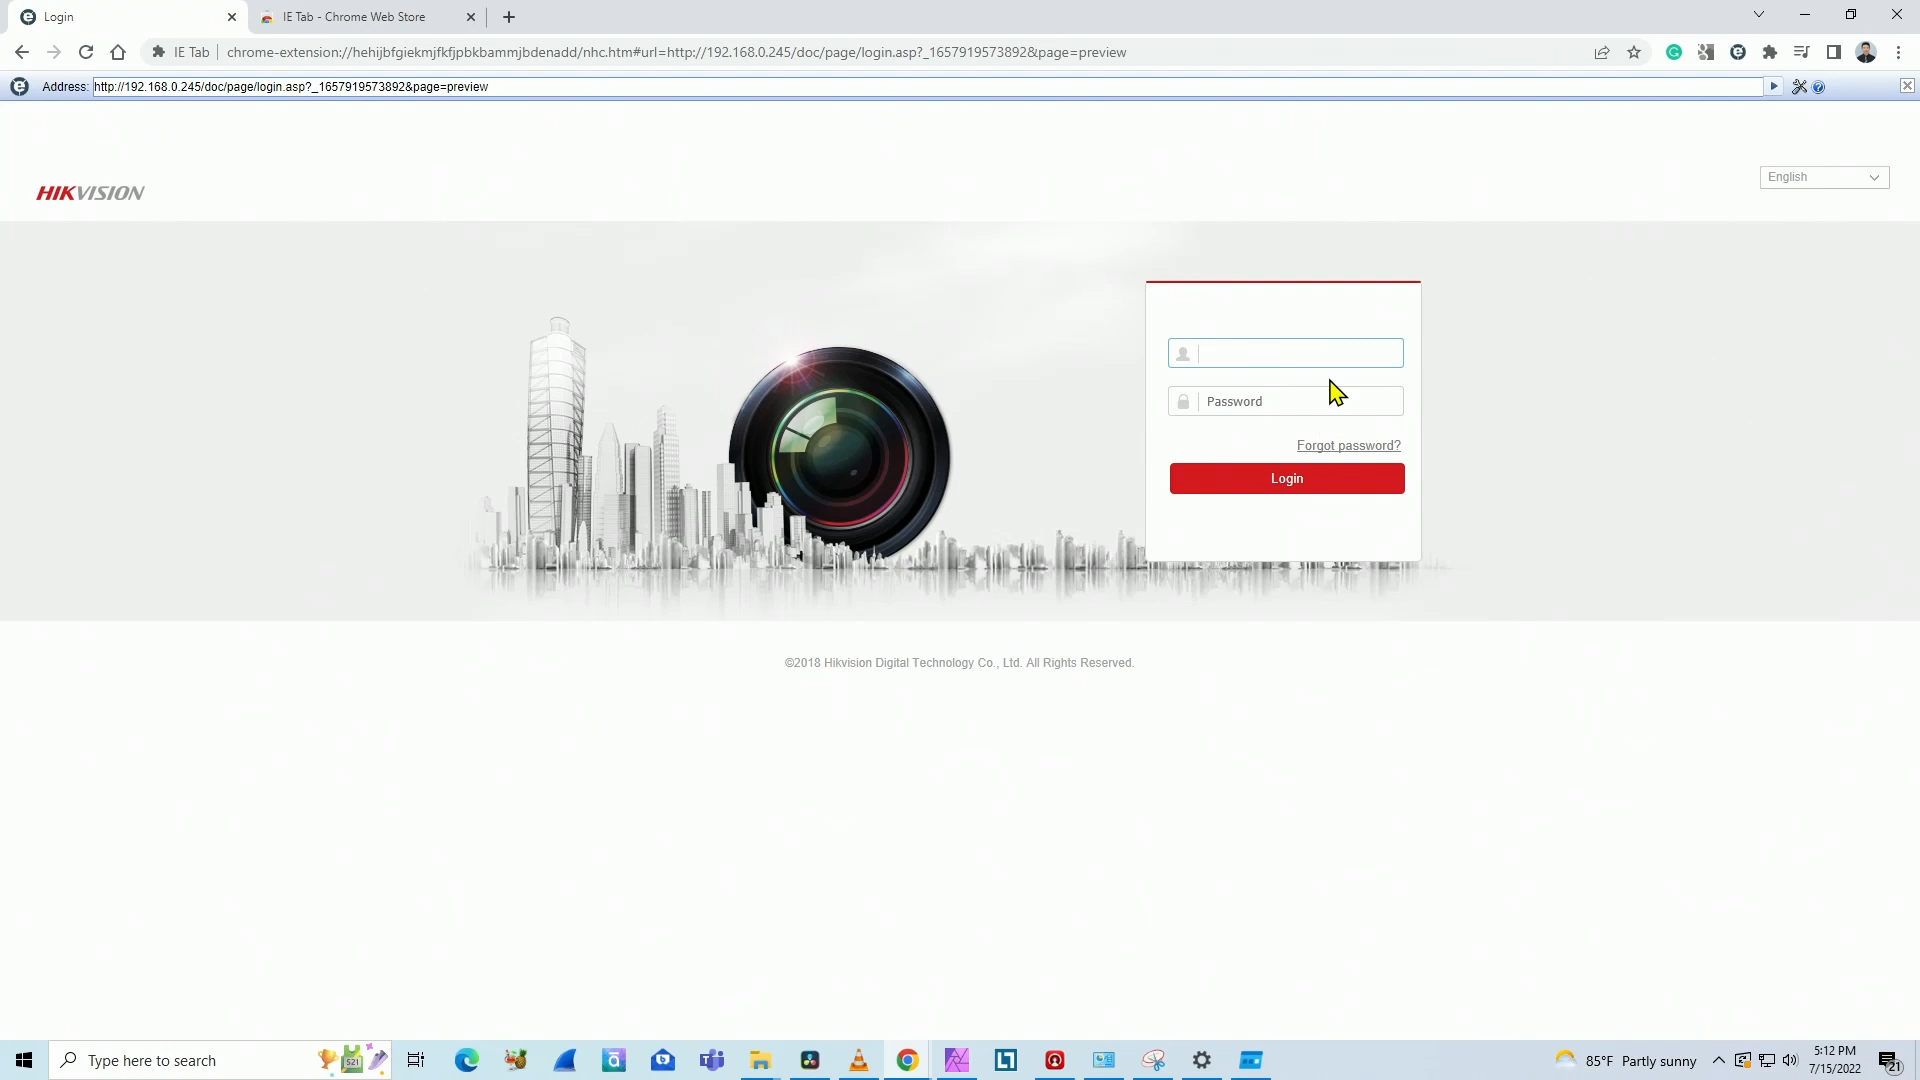 Login
IE Tab - Chrome Web Store
IE Tab
chrome-extension://hehijbfgiekmjfkfjpbkbammjbdenadd/nhc.htm#url=http://192.168.0.245/doc/page/login.asp?_1657919573892&page=preview
Address: http://192.168.0.245/doc/page/login.asp?_1657919573892&page=preview
English
HIKVISION
Password
Forgot password?
Login
©2018 Hikvision Digital Technology Co., Ltd. All Rights Reserved.
Type here to search
85°F Partly sunny
5:12 PM
7/15/2022
21